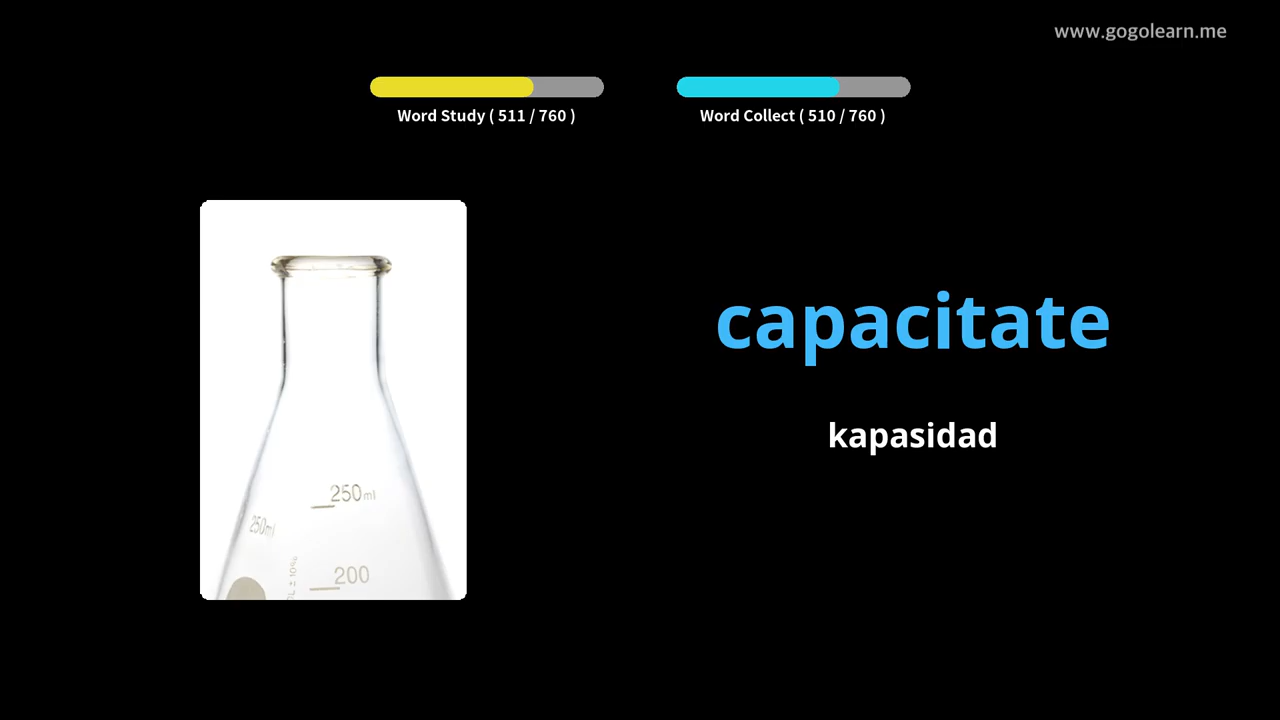 www.gogolearn.me
Word Study ( 511 / 760 )
Word Collect ( 510 / 760 )
capacitate
kapasidad
250ml
250ml
200